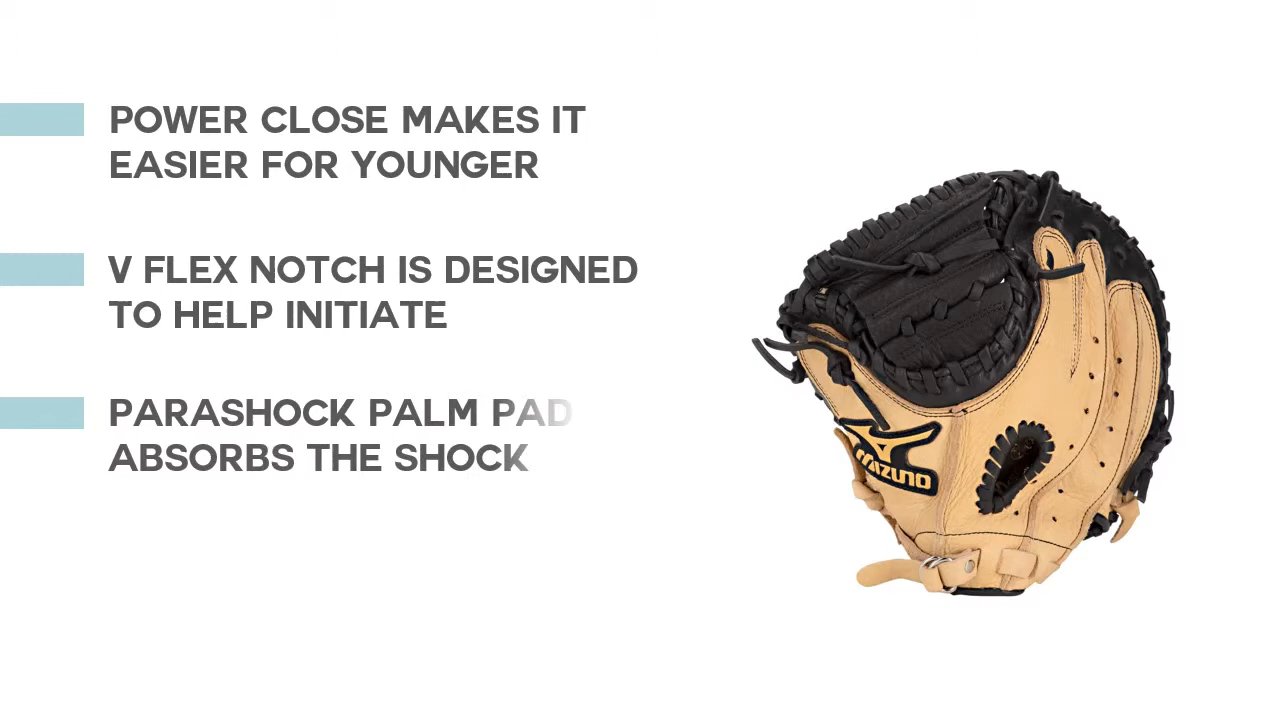 POWER CLOSE MAKES IT
EASIER FOR YOUNGER
V FLEX NOTCH IS DESIGNED
TO HELP INITIATE
PARASHOCK PALM PAD
ABSORBS THE SHOCK
MIZUNO